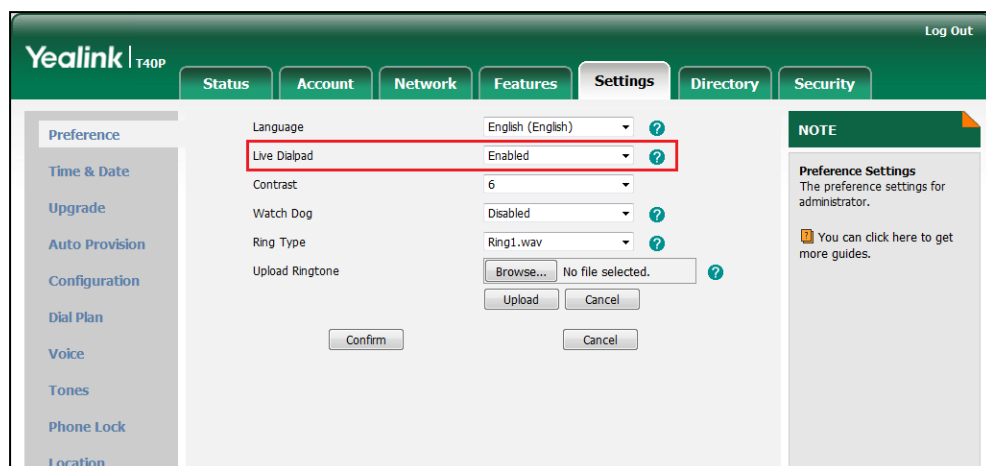 Log Out
Yealink T40P
Status Account Network Features Settings Directory Security
Preference
Time & Date
Upgrade
Auto Provision
Configuration
Dial Plan
Voice
Tones
Phone Lock
Location
Language English (English) ?
Live Dialpad Enabled ?
Contrast 6
Watch Dog Disabled ?
Ring Type Ring1.wav ?
Upload Ringtone Browse... No file selected. ?
Upload Cancel
Confirm Cancel
NOTE
Preference Settings
The preference settings for
administrator.
? You can click here to get
more guides.